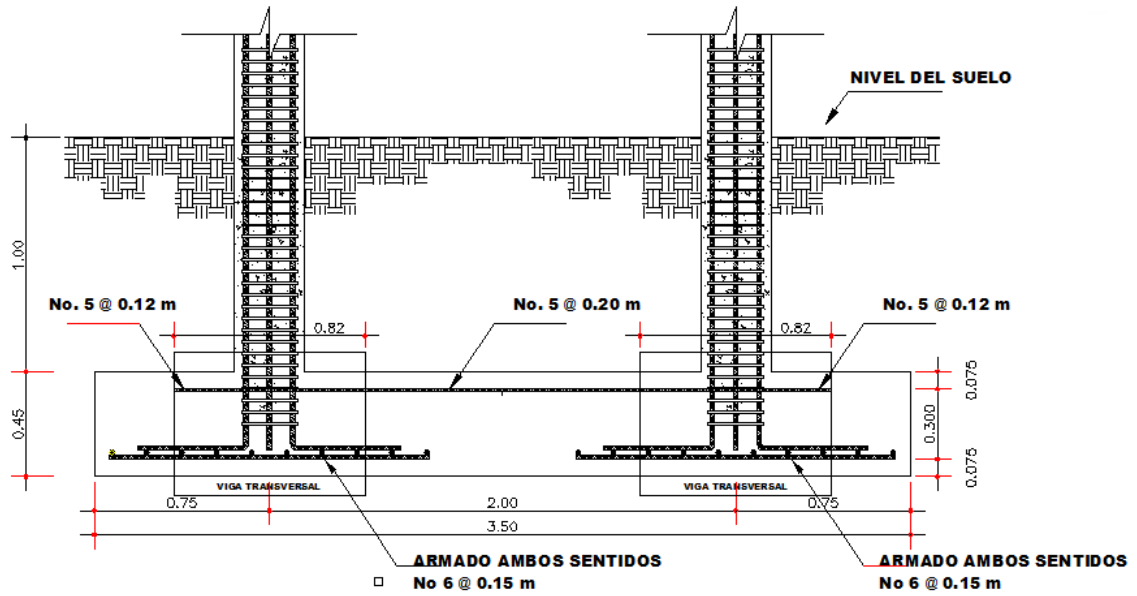 NIVEL DEL SUELO
1.00
No. 5 @ 0.12 m
No. 5 @ 0.20 m
No. 5 @ 0.12 m
0.82
0.82
0.45
0.075
0.300
0.075
VIGA TRANSVERSAL
VIGA TRANSVERSAL
0.75
2.00
0.75
3.50
ARMADO AMBOS SENTIDOS
No 6 @ 0.15 m
ARMADO AMBOS SENTIDOS
No 6 @ 0.15 m